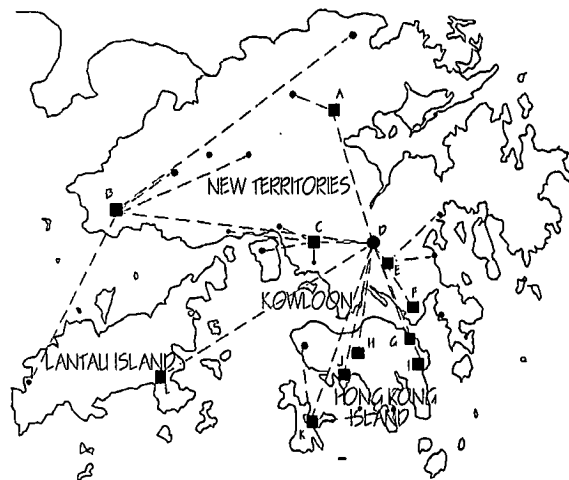 A
B
NEW TERRITORIES
C
D
E
KOWLOON
F
G
H
LANTAU ISLAND
I
J
HONG KONG
ISLAND
K